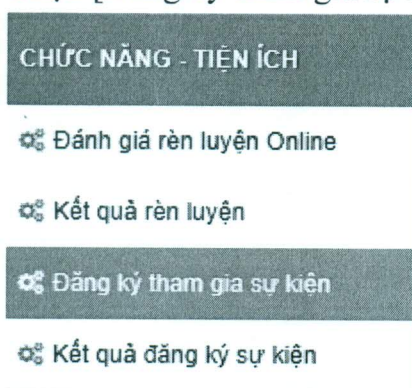 CHỨC NĂNG - TIỆN ÍCH
Đánh giá rèn luyện Online
Kết quả rèn luyện
Đăng ký tham gia sự kiện
Kết quả đăng ký sự kiện